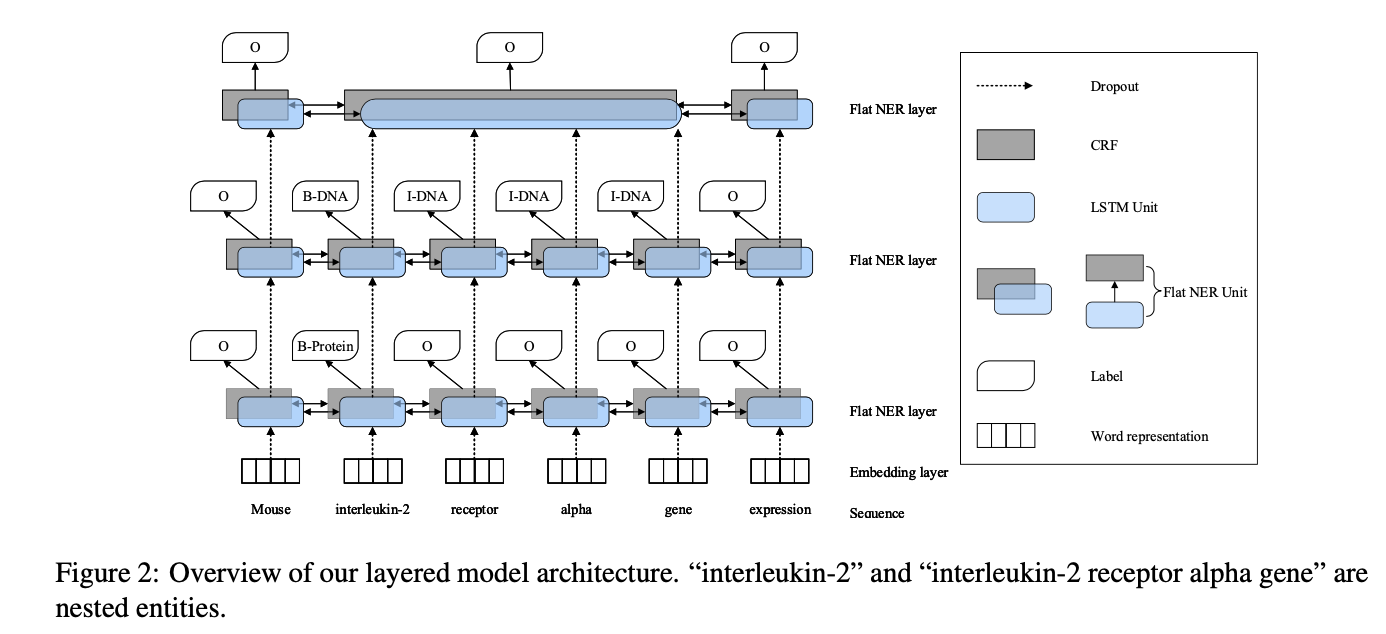 O O O
Flat NER layer
O B-DNA I-DNA I-DNA I-DNA O
Flat NER layer
O B-Protein O O O O
Flat NER layer
Embedding layer
Mouse interleukin-2 receptor alpha gene expression
Sequence
Dropout
CRF
LSTM Unit
Flat NER Unit
Label
Word representation
Figure 2: Overview of our layered model architecture. “interleukin-2” and “interleukin-2 receptor alpha gene” are
nested entities.